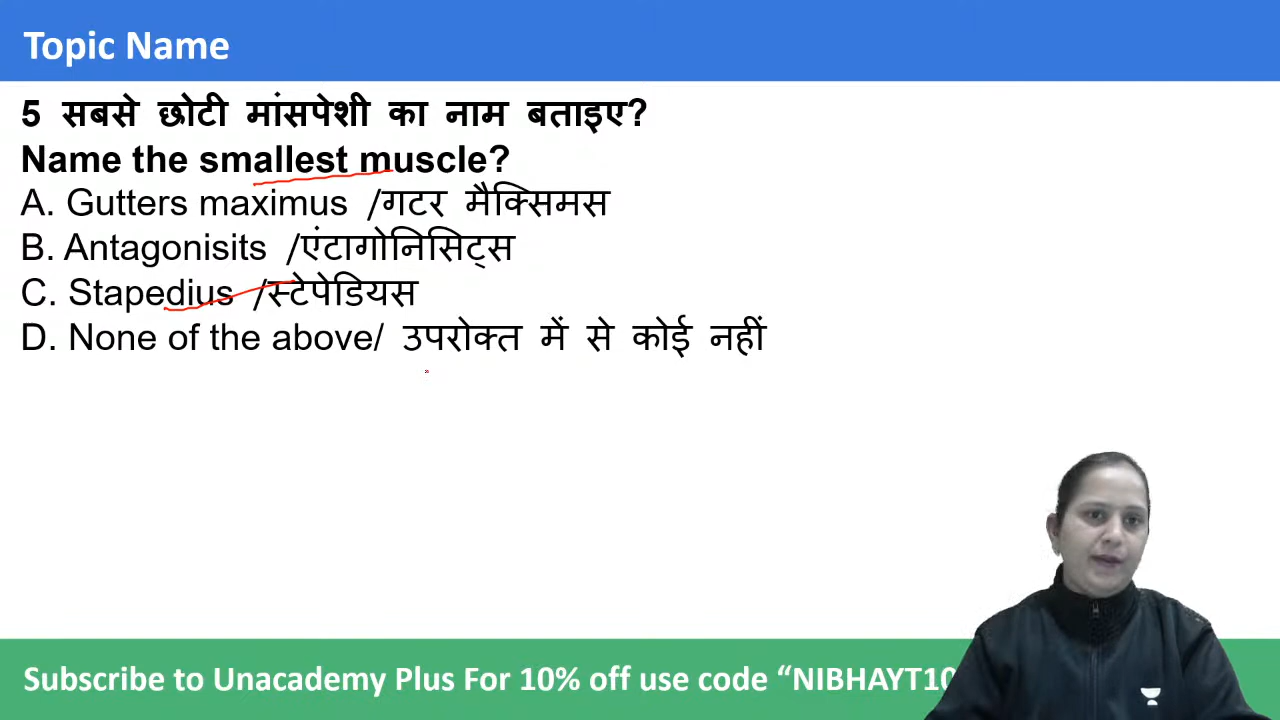 Topic Name
5 सबसे छोटी मांसपेशी का नाम बताइए?
Name the smallest muscle?
A. Gutters maximus /गटर मैक्सिमस
B. Antagonisits /एंटागोनिसिट्स
C. Stapedius /स्टेपेडियस
D. None of the above/ उपरोक्त में से कोई नहीं
Subscribe to Unacademy Plus For 10% off use code “NIBHAYT10